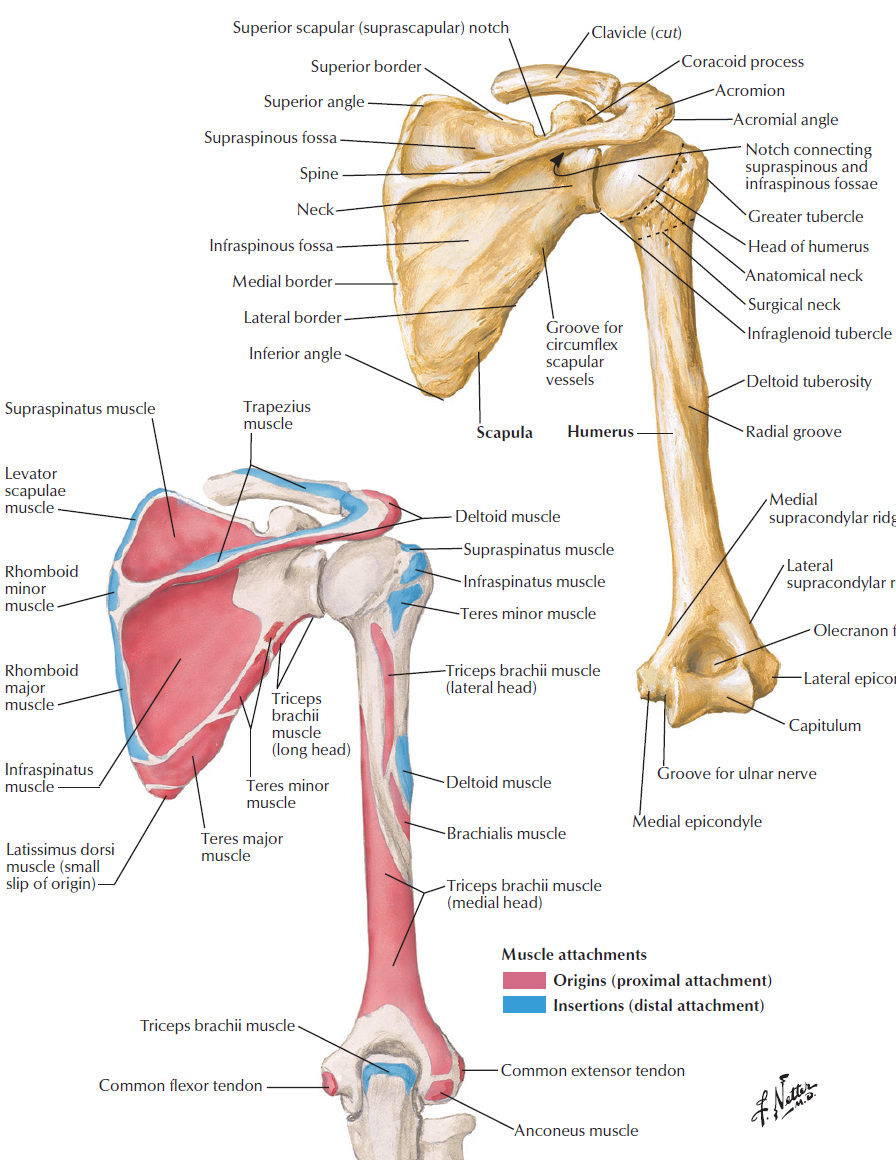 Superior scapular (suprascapular) notch
Clavicle (cut)
Superior border
Coracoid process
Superior angle
Acromion
Supraspinous fossa
Acromial angle
Spine
Notch connecting
supraspinous and
infraspinous fossae
Neck
Greater tubercle
Infraspinous fossa
Head of humerus
Medial border
Anatomical neck
Surgical neck
Lateral border
Infraglenoid tubercle
Groove for
circumflex
scapular
vessels
Inferior angle
Deltoid tuberosity
Scapula
Humerus
Radial groove
Medial
supracondylar ridg
Lateral
supracondylar r
Olecranon f
Lateral epicon
Capitulum
Groove for ulnar nerve
Medial epicondyle
Supraspinatus muscle
Trapezius
muscle
Levator
scapulae
muscle
Deltoid muscle
Supraspinatus muscle
Rhomboid
minor
muscle
Infraspinatus muscle
Teres minor muscle
Rhomboid
major
muscle
Triceps brachii muscle
(lateral head)
Triceps
brachii
muscle
(long head)
Infraspinatus
muscle
Teres minor
muscle
Deltoid muscle
Teres major
muscle
Brachialis muscle
Latissimus dorsi
muscle (small
slip of origin)
Triceps brachii muscle
(medial head)
Muscle attachments
Origins (proximal attachment)
Insertions (distal attachment)
Triceps brachii muscle
Common flexor tendon
Common extensor tendon
Anconeus muscle
f. Netter
M.D.